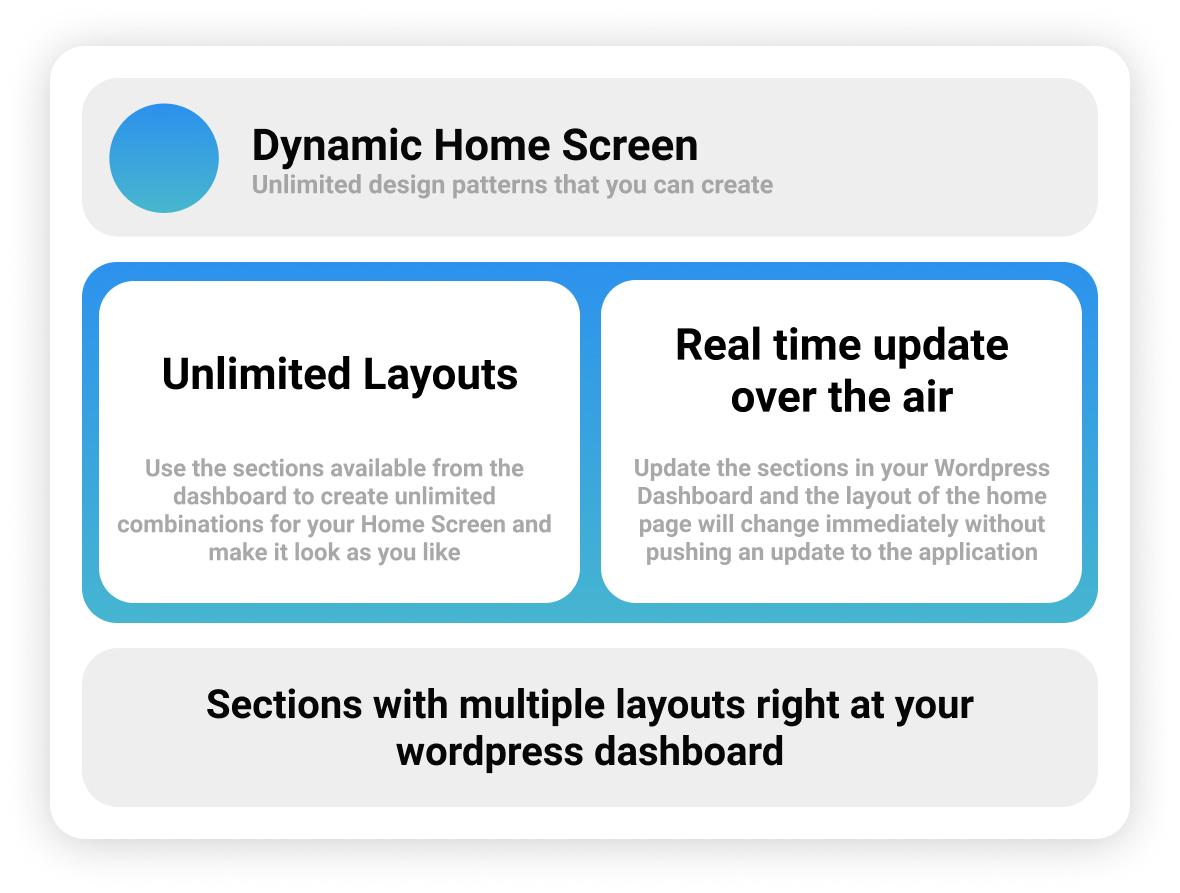 Dynamic Home Screen
Unlimited design patterns that you can create
Unlimited Layouts
Use the sections available from the
dashboard to create unlimited
combinations for your Home Screen and
make it look as you like
Real time update
over the air
Update the sections in your Wordpress
Dashboard and the layout of the home
page will change immediately without
pushing an update to the application
Sections with multiple layouts right at your
wordpress dashboard